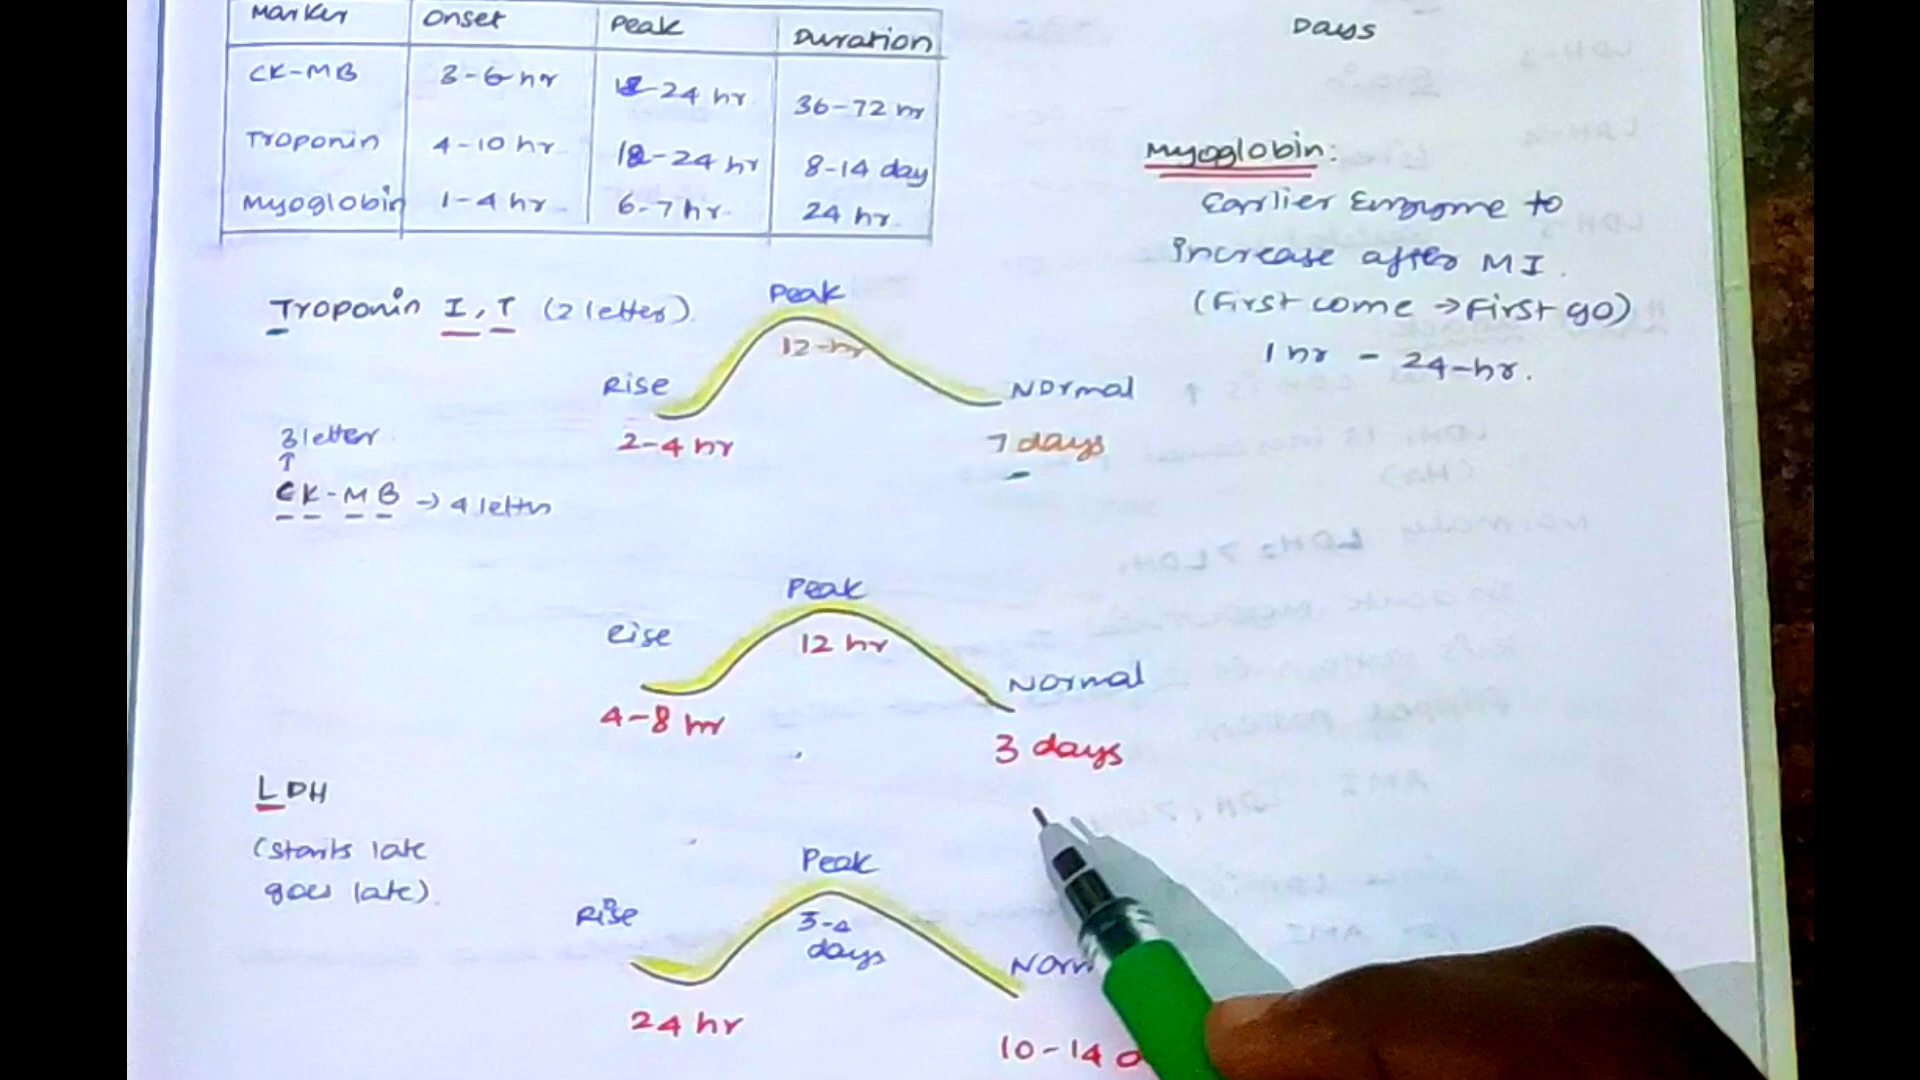 Marker Onset Peak Duration
CK-MB 3-6 hr 12-24 hr 36-72 hr
Troponin 4-10 hr 18-24 hr 8-14 day
Myoglobin 1-4 hr 6-7 hr. 24 hr.
Days
Myoglobin:
Earlier Enzyme to
increase after MI.
(First come → First go)
1 hr - 24-hr.
Troponin I, T (2 letter).
Peak
12-hr
Rise
Normal
2-4 hr
7 days
3 letter
↑
CK-MB → 4 letter
Peak
Rise
12 hr
Normal
4-8 hr
3 days
LDH
(starts late
goes late).
Peak
Rise
3-4
days
Norm
24 hr
10-14 d